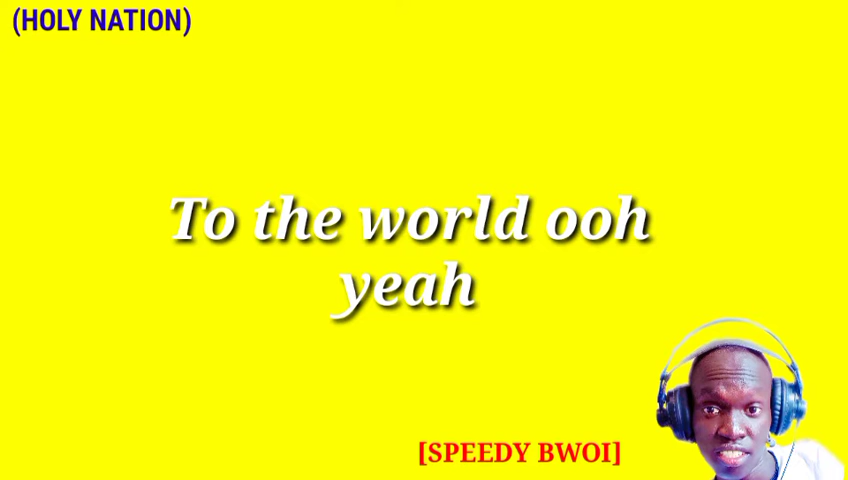 (HOLY NATION)
To the world ooh
yeah
[SPEEDY BWOI]